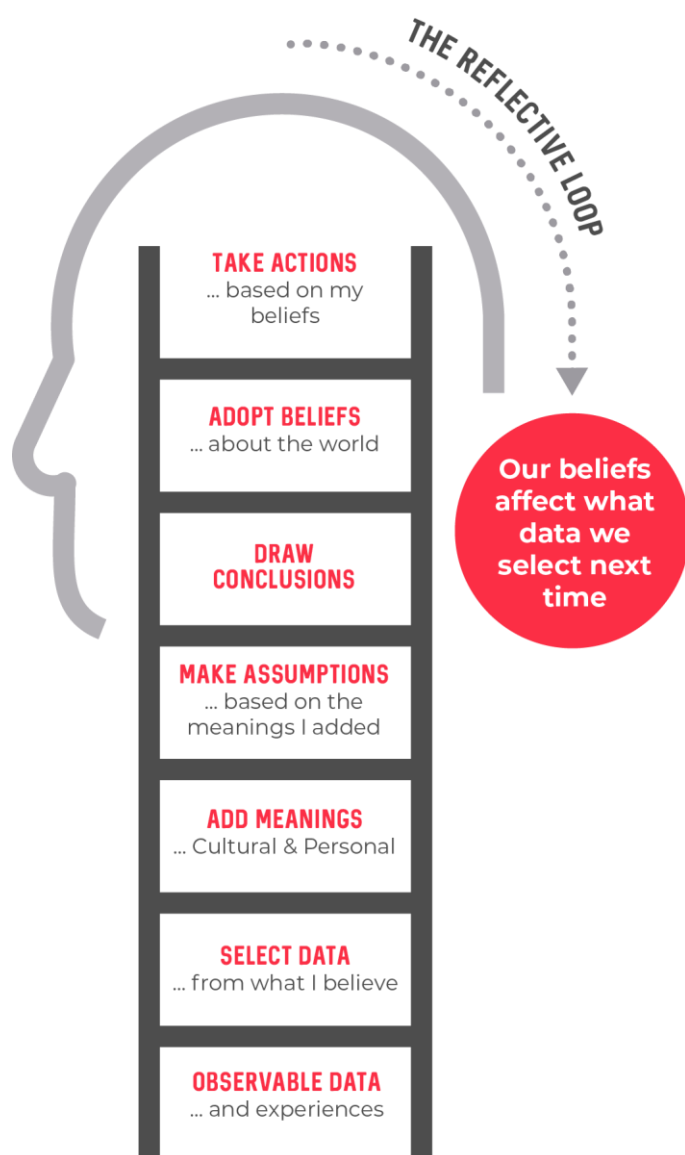 THE REFLECTIVE LOOP
TAKE ACTIONS
... based on my
beliefs
ADOPT BELIEFS
... about the world
Our beliefs
affect what
data we
select next
time
DRAW
CONCLUSIONS
MAKE ASSUMPTIONS
... based on the
meanings I added
ADD MEANINGS
... Cultural & Personal
SELECT DATA
... from what I believe
OBSERVABLE DATA
... and experiences